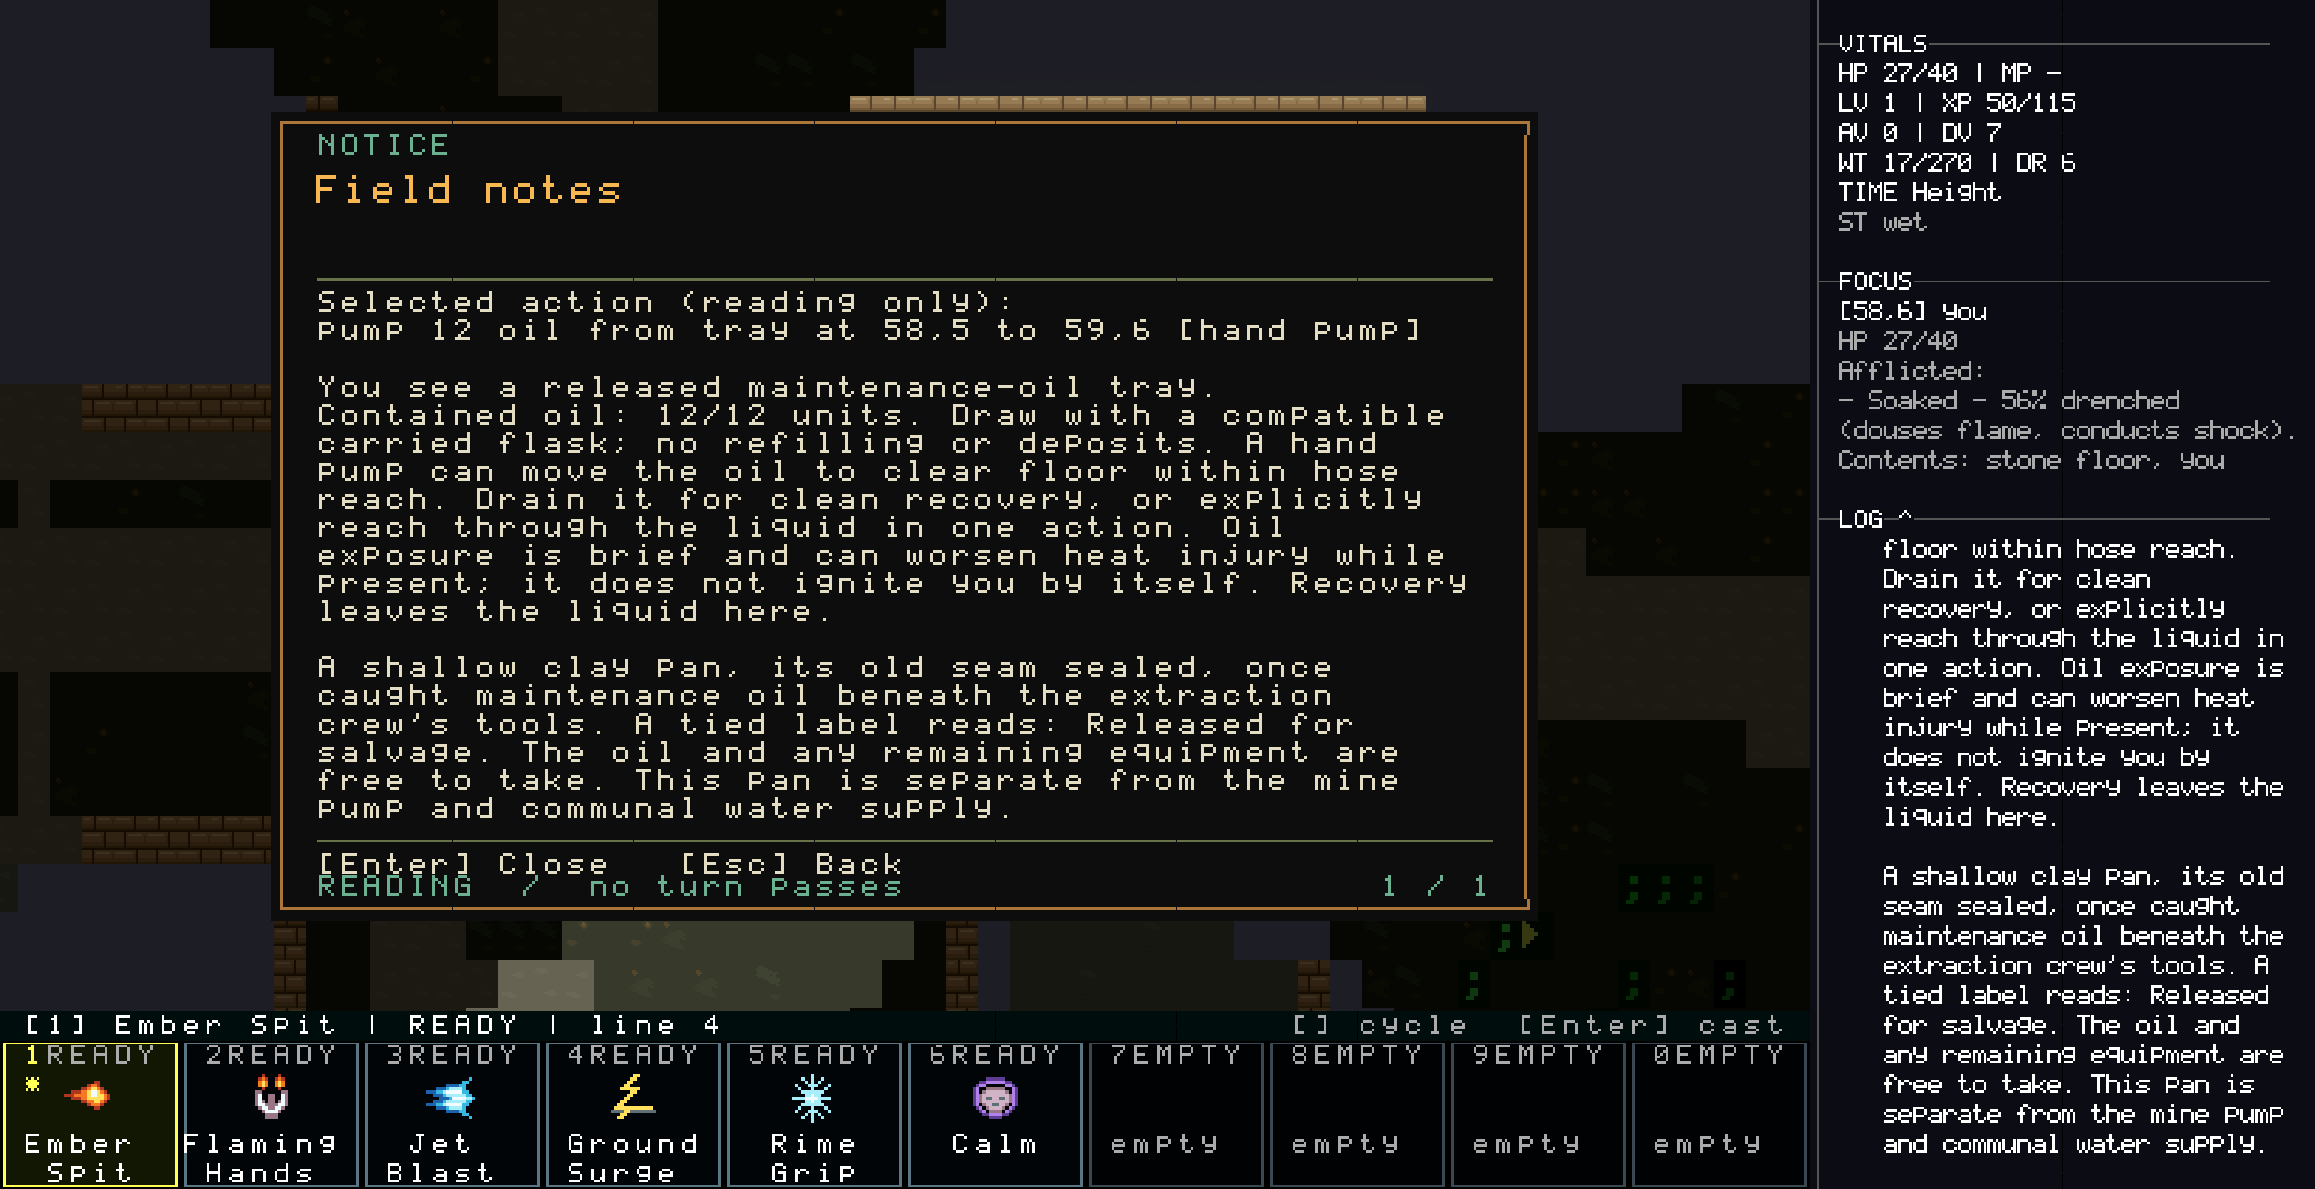 NOTICE
Field notes
Selected action (reading only):
pump 12 oil from tray at 58,5 to 59,6 [hand pump]
You see a released maintenance-oil tray.
Contained oil: 12/12 units. Draw with a compatible
carried flask; no refilling or deposits. A hand
pump can move the oil to clear floor within hose
reach. Drain it for clean recovery, or explicitly
reach through the liquid in one action. Oil
exposure is brief and can worsen heat injury while
present; it does not ignite you by itself. Recovery
leaves the liquid here.
A shallow clay pan, its old seam sealed, once
caught maintenance oil beneath the extraction
crew's tools. A tied label reads: Released for
salvage. The oil and any remaining equipment are
free to take. This pan is separate from the mine
pump and communal water supply.
[Enter] Close [Esc] Back
READING / no turn passes 1 / 1
VITALS
HP 27/40 | MP -
LV 1 | XP 50/115
AV 0 | DV 7
WT 17/270 | DR 6
TIME Height
ST wet
FOCUS
[58,6] you
HP 27/40
Afflicted:
- Soaked - 56% drenched
(douses flame, conducts shock).
Contents: stone floor, you
LOG ^
floor within hose reach.
Drain it for clean
recovery, or explicitly
reach through the liquid in
one action. Oil exposure is
brief and can worsen heat
injury while present; it
does not ignite you by
itself. Recovery leaves the
liquid here.
A shallow clay pan, its old
seam sealed, once caught
maintenance oil beneath the
extraction crew's tools. A
tied label reads: Released
for salvage. The oil and
any remaining equipment are
free to take. This pan is
separate from the mine pump
and communal water supply.
[1] Ember Spit | READY | line 4 [] cycle [Enter] cast
1READY 2READY 3READY 4READY 5READY 6READY 7EMPTY 8EMPTY 9EMPTY 0EMPTY
Ember Flaming Jet Ground Rime Calm empty empty empty empty
Spit Hands Blast Surge Grip